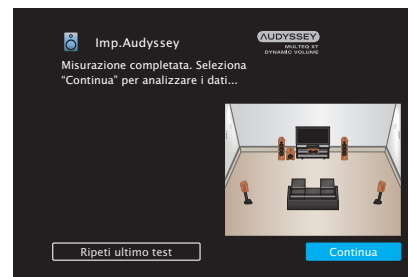 Imp.Audyssey
AUDYSSEY
MULTEQ XT
DYNAMIC VOLUME
Misurazione completata. Seleziona
“Continua” per analizzare i dati...
Ripeti ultimo test
Continua